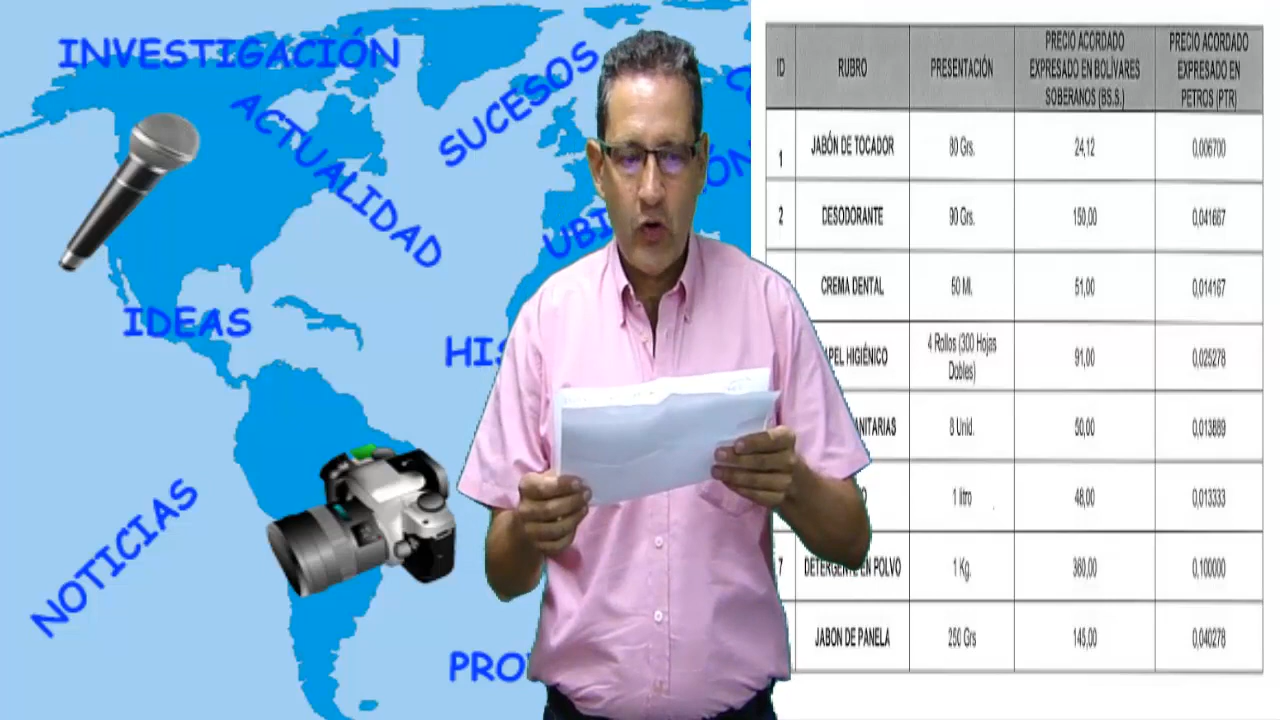 INVESTIGACIÓN
ACTUALIDAD
SUCESOS
IDEAS
NOTICIAS
ID RUBRO PRESENTACIÓN PRECIO ACORDADO EXPRESADO EN BOLÍVARES SOBERANOS (BS.S.) PRECIO ACORDADO EXPRESADO EN PETROS (PTR)
1 JABÓN DE TOCADOR 80 Grs. 24,12 0,006700
2 DESODORANTE 90 Grs. 150,00 0,041667
CREMA DENTAL 50 Ml. 51,00 0,014167
4 Rollos (300 Hojas Dobles) 91,00 0,025278
8 Unid. 50,00 0,013889
1 litro 48,00 0,013333
7 DETERGENTE EN POLVO 1 Kg. 360,00 0,100000
JABON DE PANELA 250 Grs 145,00 0,040278